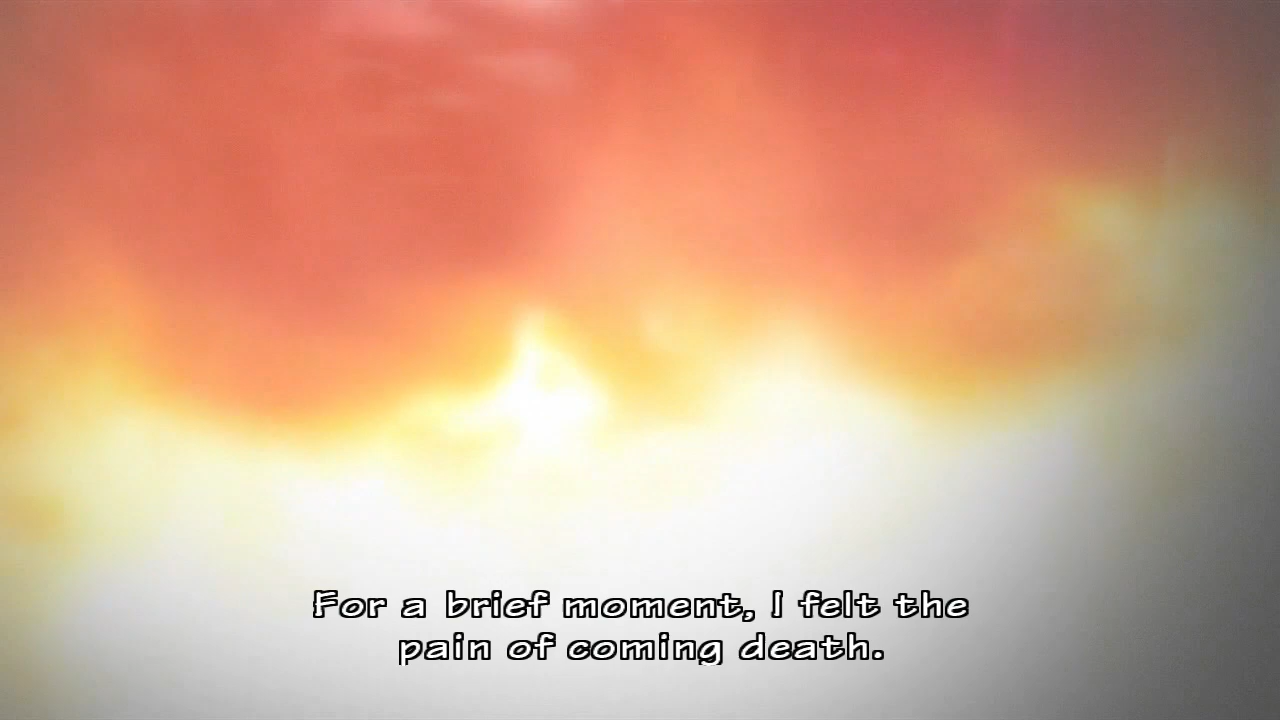 For a brief moment, I felt the
pain of coming death.